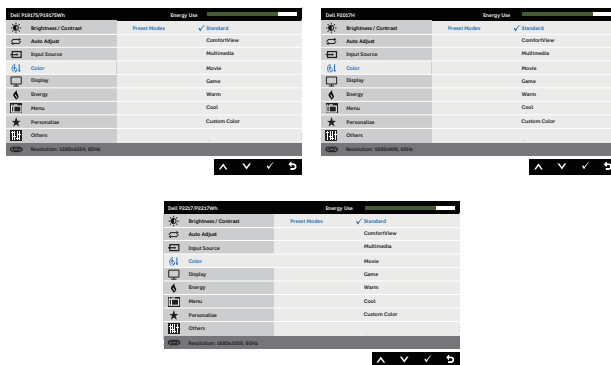 Dell P1917S/P1917SWh Energy Use
Brightness / Contrast Preset Modes ✓ Standard
Auto Adjust ComfortView
Input Source Multimedia
Color Movie
Display Game
Energy Warm
Menu Cool
Personalize Custom Color
Others
Resolution: 1280x1024, 60Hz
Dell P2017H Energy Use
Brightness / Contrast Preset Modes ✓ Standard
Auto Adjust ComfortView
Input Source Multimedia
Color Movie
Display Game
Energy Warm
Menu Cool
Personalize Custom Color
Others
Resolution: 1600x900, 60Hz
Dell P2217/P2217Wh Energy Use
Brightness / Contrast Preset Modes ✓ Standard
Auto Adjust ComfortView
Input Source Multimedia
Color Movie
Display Game
Energy Warm
Menu Cool
Personalize Custom Color
Others
Resolution: 1680x1050, 60Hz